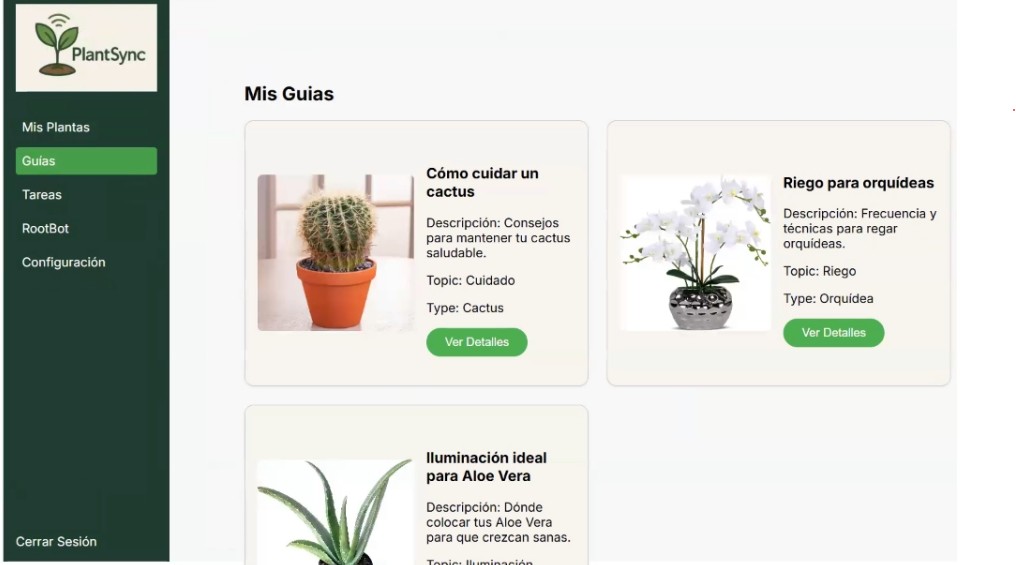 PlantSync
Mis Plantas
Guías
Tareas
RootBot
Configuración
Cerrar Sesión
Mis Guias
Cómo cuidar un
cactus
Descripción: Consejos
para mantener tu cactus
saludable.
Topic: Cuidado
Type: Cactus
Ver Detalles
Riego para orquídeas
Descripción: Frecuencia y
técnicas para regar
orquídeas.
Topic: Riego
Type: Orquídea
Ver Detalles
Iluminación ideal
para Aloe Vera
Descripción: Dónde
colocar tus Aloe Vera
para que crezcan sanas.
Topic: Iluminación